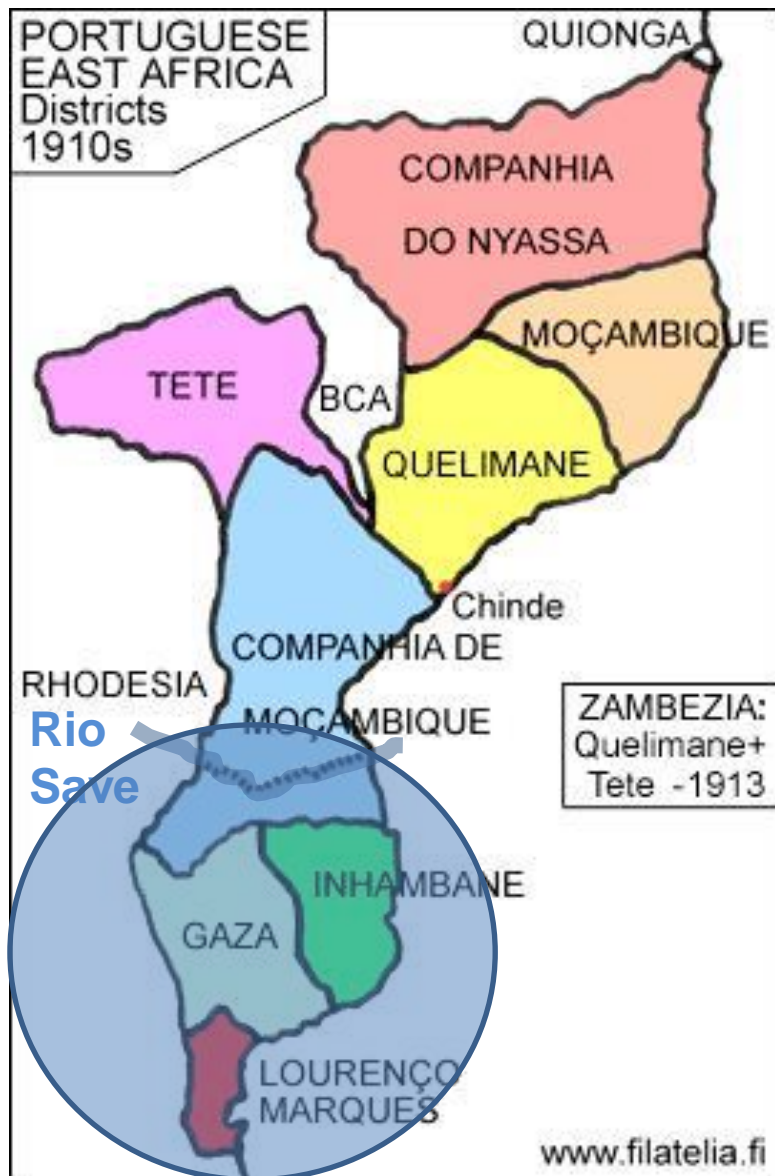 PORTUGUESE
EAST AFRICA
Districts
1910s
QUIONGA
COMPANHIA
DO NYASSA
MOÇAMBIQUE
TETE
BCA
QUELIMANE
Chinde
COMPANHIA DE
MOÇAMBIQUE
RHODESIA
Rio
Save
ZAMBEZIA:
Quelimane+
Tete -1913
INHAMBANE
GAZA
LOURENÇO
MARQUES
www.filatelia.fi